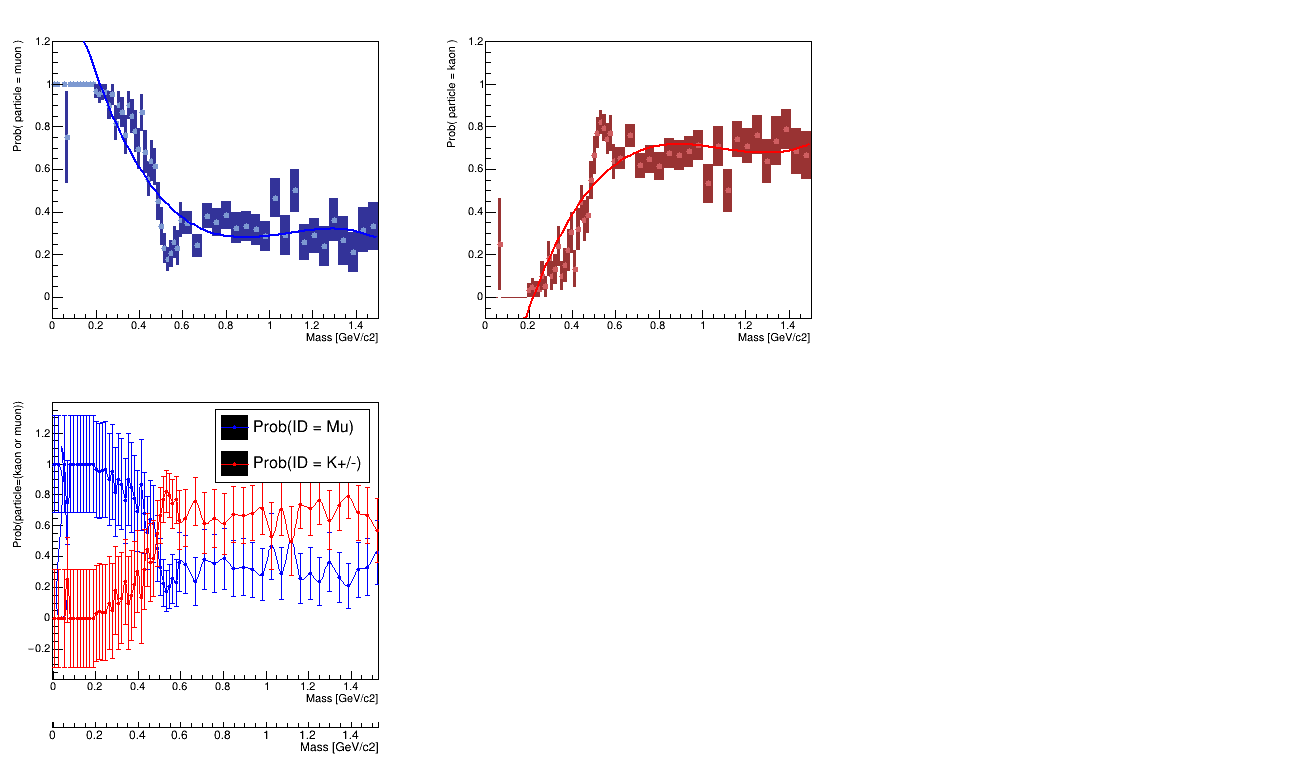 Prob( particle = muon )
1.2
1
0.8
0.6
0.4
0.2
0
0 0.2 0.4 0.6 0.8 1 1.2 1.4
Mass [GeV/c2]
Prob( particle = kaon )
1.2
1
0.8
0.6
0.4
0.2
0
0 0.2 0.4 0.6 0.8 1 1.2 1.4
Mass [GeV/c2]
Prob(particle=(kaon or muon))
1.2
1
0.8
0.6
0.4
0.2
0
−0.2
Prob(ID = Mu)
Prob(ID = K+/-)
0 0.2 0.4 0.6 0.8 1 1.2 1.4
Mass [GeV/c2]
0 0.2 0.4 0.6 0.8 1 1.2 1.4
Mass [GeV/c2]